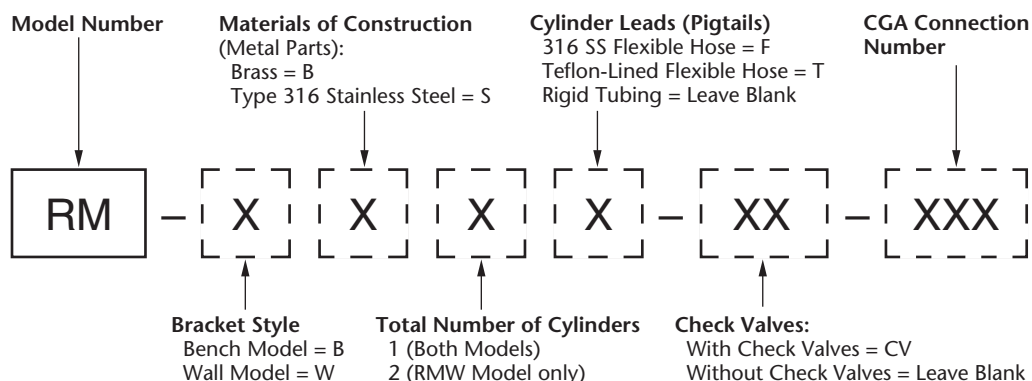 Model Number
Materials of Construction
(Metal Parts):
Brass = B
Type 316 Stainless Steel = S
Cylinder Leads (Pigtails)
316 SS Flexible Hose = F
Teflon-Lined Flexible Hose = T
Rigid Tubing = Leave Blank
CGA Connection
Number
RM – X X X X – XX – XXX
Bracket Style
Bench Model = B
Wall Model = W
Total Number of Cylinders
1 (Both Models)
2 (RMW Model only)
Check Valves:
With Check Valves = CV
Without Check Valves = Leave Blank